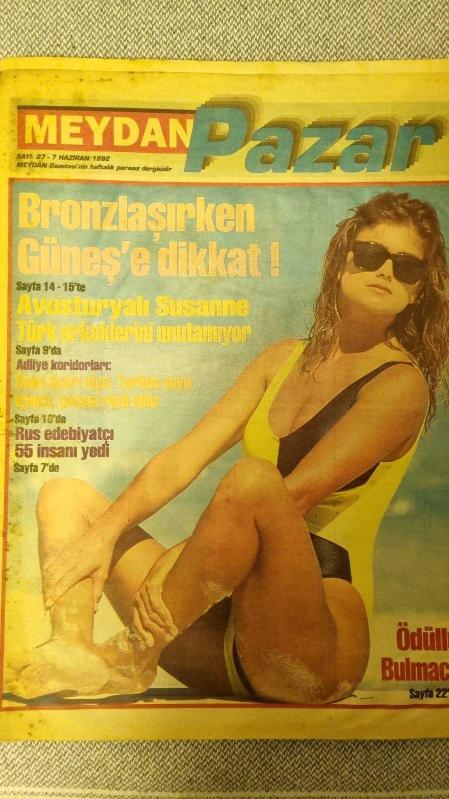 MEYDAN Pazar
SAYI: 27 - 7 HAZİRAN 1992
MEYDAN Gazetesi'nin haftalık parasız dergisidir
Bronzlaşırken
Güneş'e dikkat !
Sayfa 14 - 15'te
Avusturyalı Susanne
Türk erkeklerini unutamıyor
Sayfa 9'da
Adliye koridorları:
Sayfa 10'da
Rus edebiyatçı
55 insanı yedi
Sayfa 7'de
Ödüllü
Bulmac
Sayfa 22'